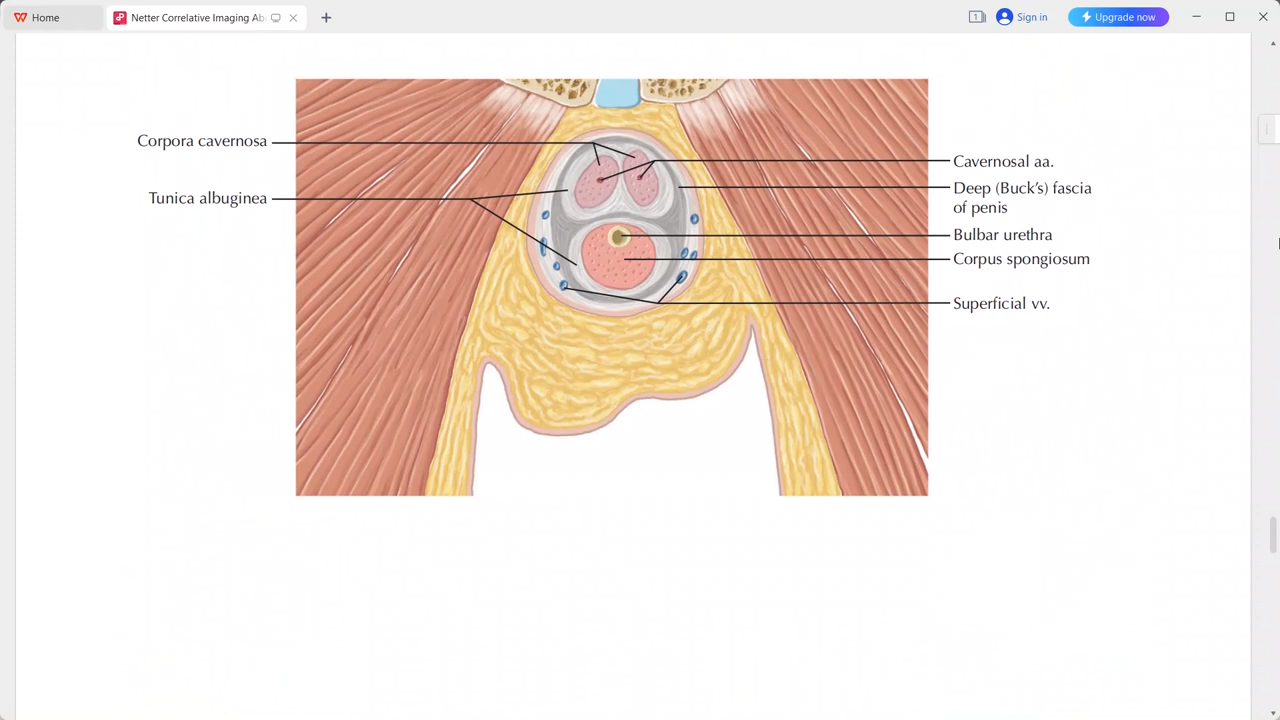 Home
Netter Correlative Imaging Ab
1
Sign in
Upgrade now
Corpora cavernosa
Tunica albuginea
Cavernosal aa.
Deep (Buck's) fascia
of penis
Bulbar urethra
Corpus spongiosum
Superficial vv.